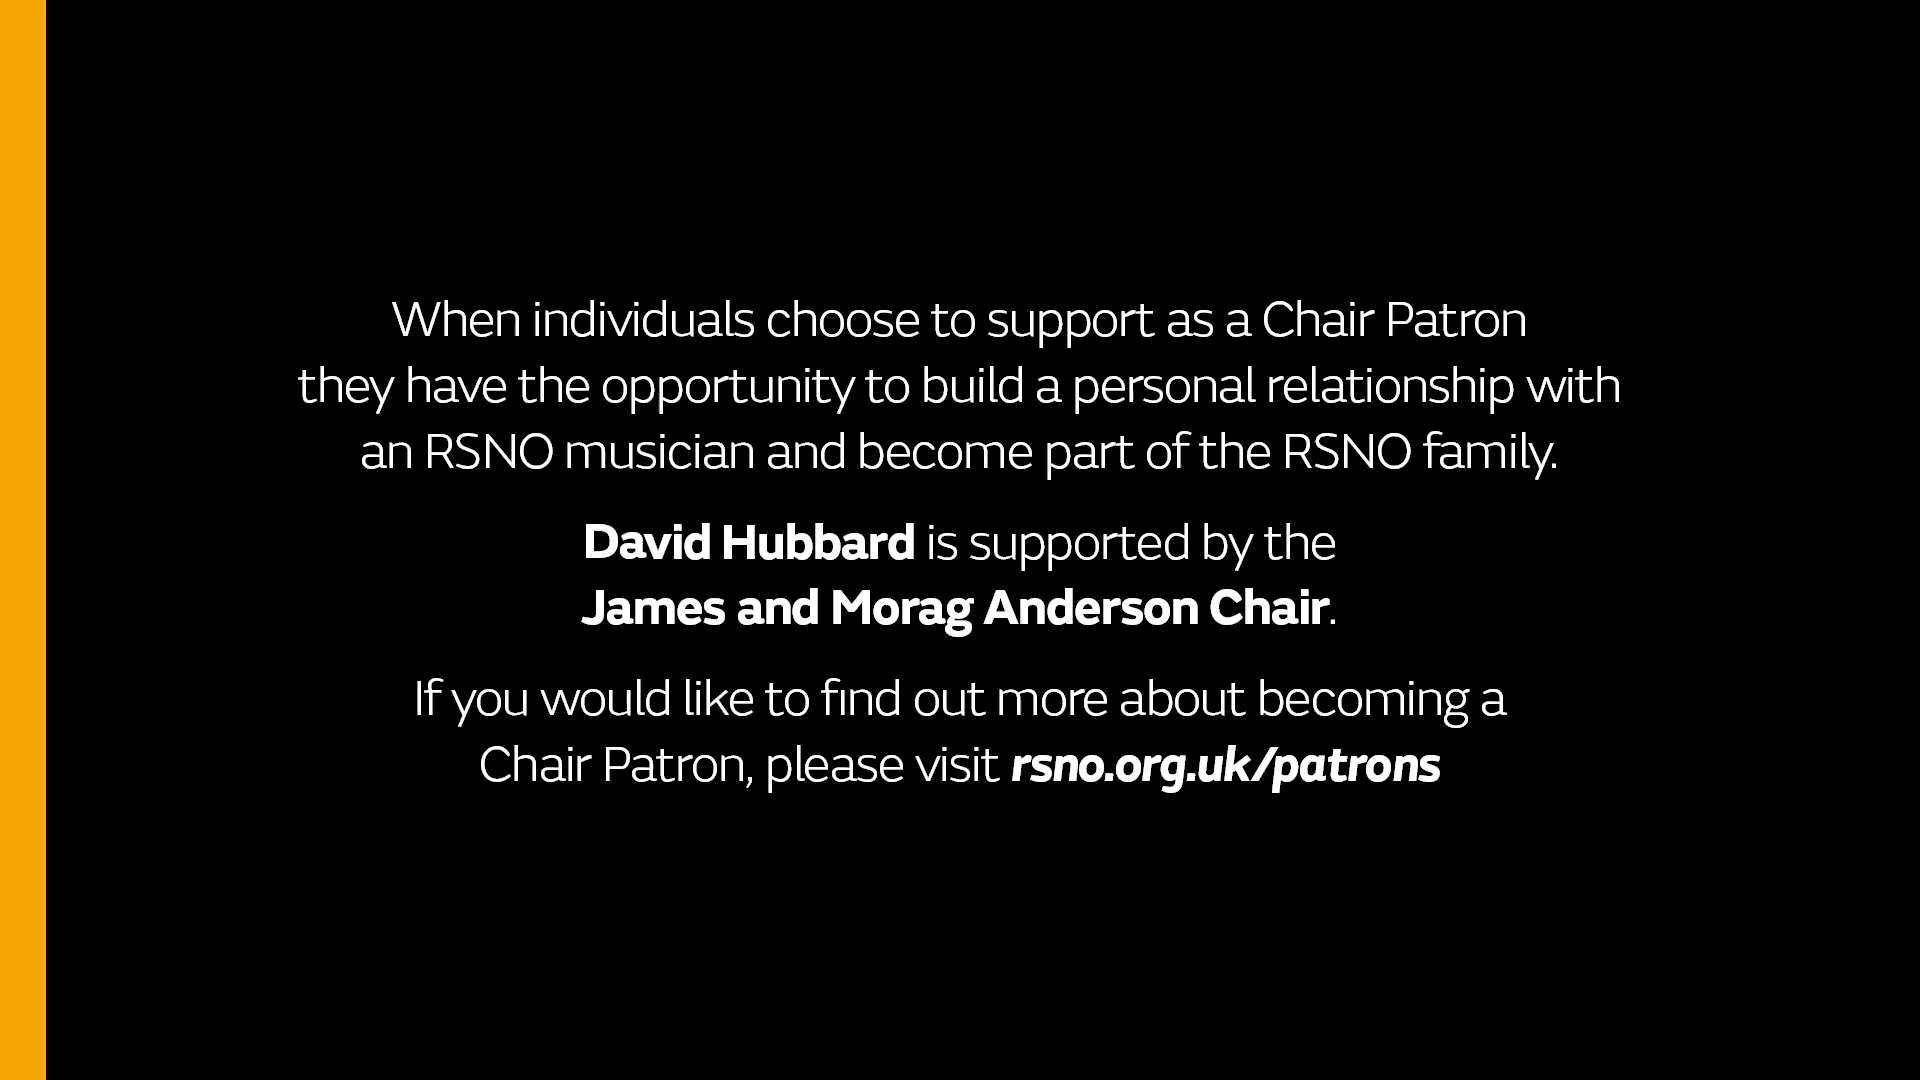 When individuals choose to support as a Chair Patron
they have the opportunity to build a personal relationship with
an RSNO musician and become part of the RSNO family.
David Hubbard is supported by the
James and Morag Anderson Chair.
If you would like to find out more about becoming a
Chair Patron, please visit rsno.org.uk/patrons